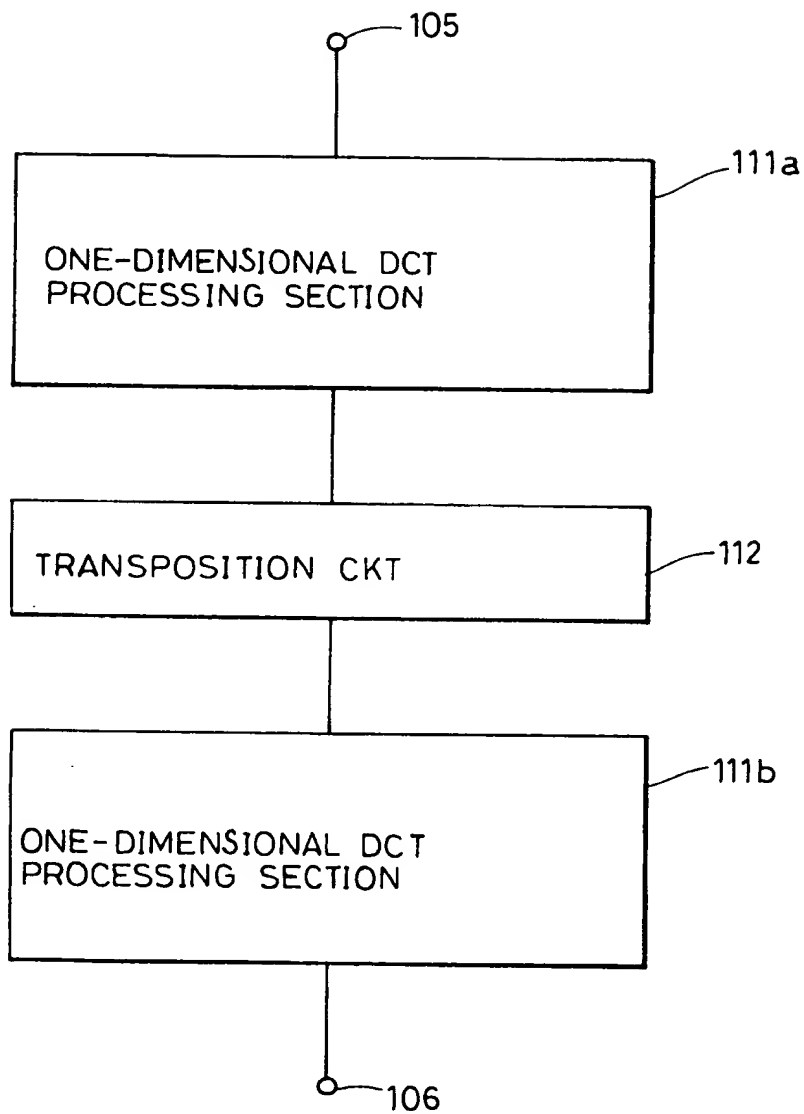 105
111a
ONE-DIMENSIONAL DCT
PROCESSING SECTION
112
TRANSPOSITION CKT
111b
ONE-DIMENSIONAL DCT
PROCESSING SECTION
106